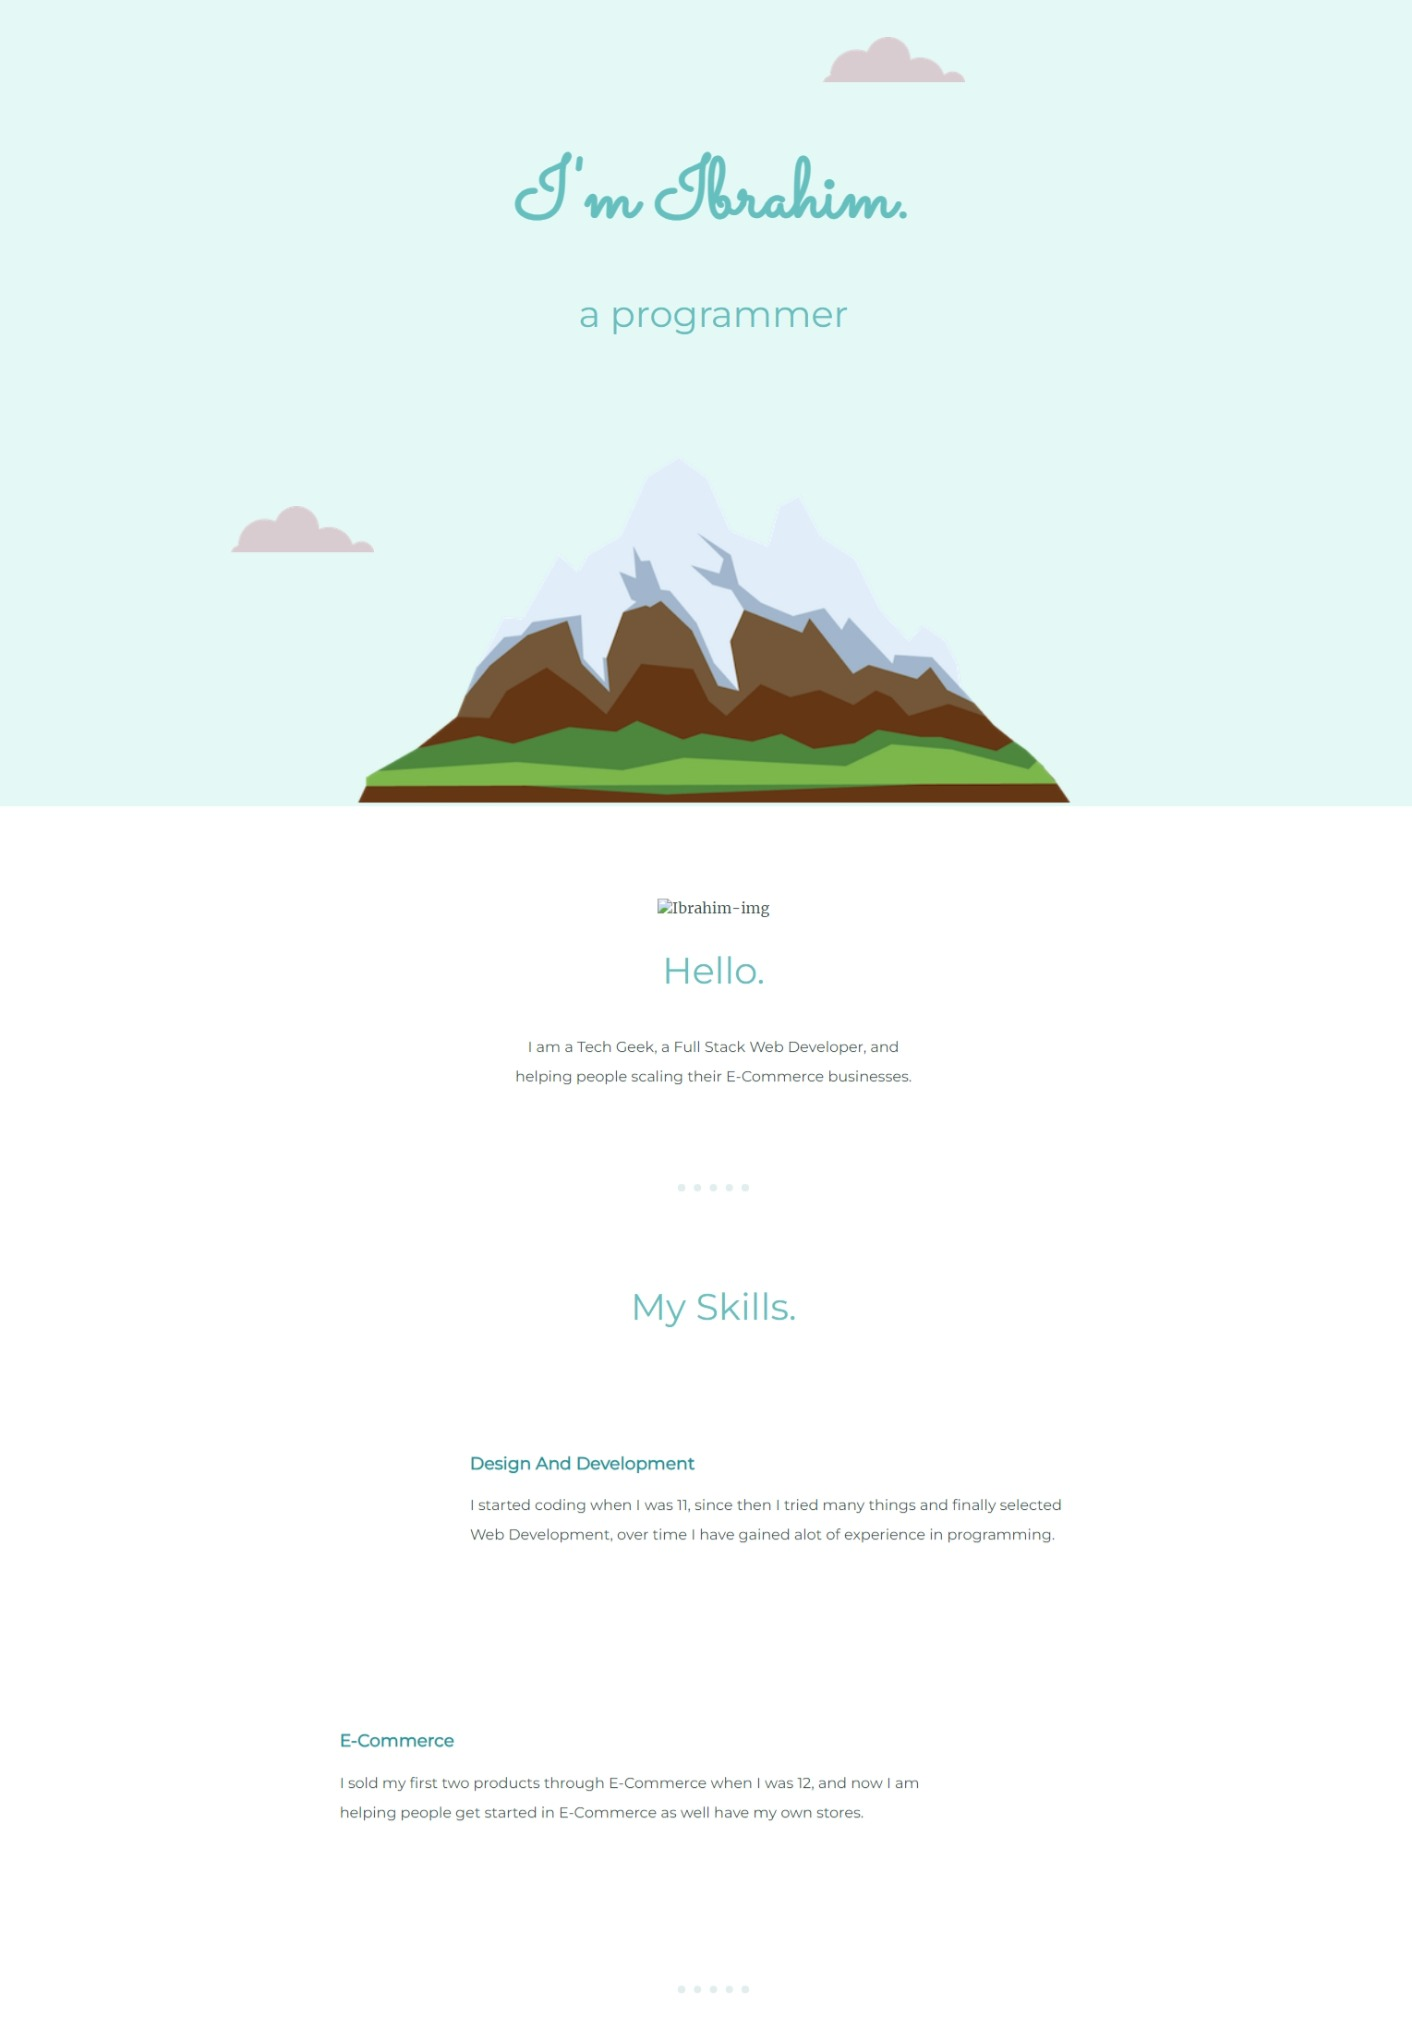 I'm Ibrahim.
a programmer
Ibrahim-img
Hello.
I am a Tech Geek, a Full Stack Web Developer, and
helping people scaling their E-Commerce businesses.
My Skills.
Design And Development
I started coding when I was 11, since then I tried many things and finally selected
Web Development, over time I have gained alot of experience in programming.
E-Commerce
I sold my first two products through E-Commerce when I was 12, and now I am
helping people get started in E-Commerce as well have my own stores.